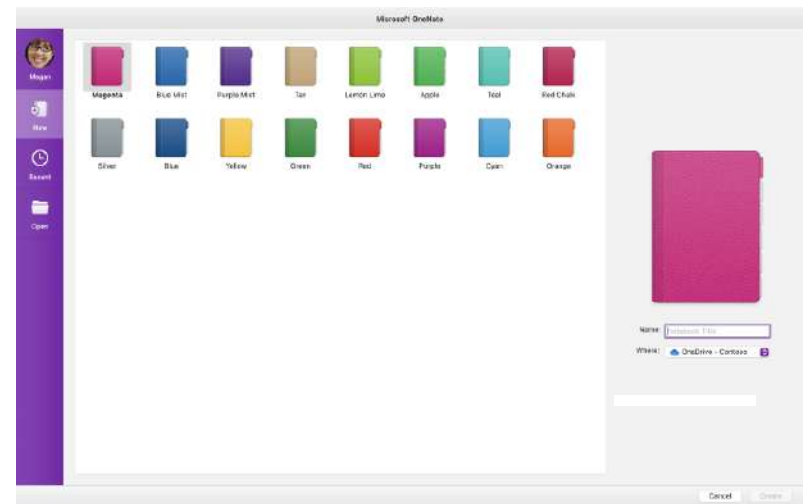 Microsoft OneNote
Megan
New
Recent
Open
Magenta
Blue Mist
Purple Mist
Tan
Lemon Lime
Apple
Teal
Red Chalk
Silver
Blue
Yellow
Green
Red
Purple
Cyan
Orange
Name: Notebook Title
Where: OneDrive - Contoso
Cancel
Create